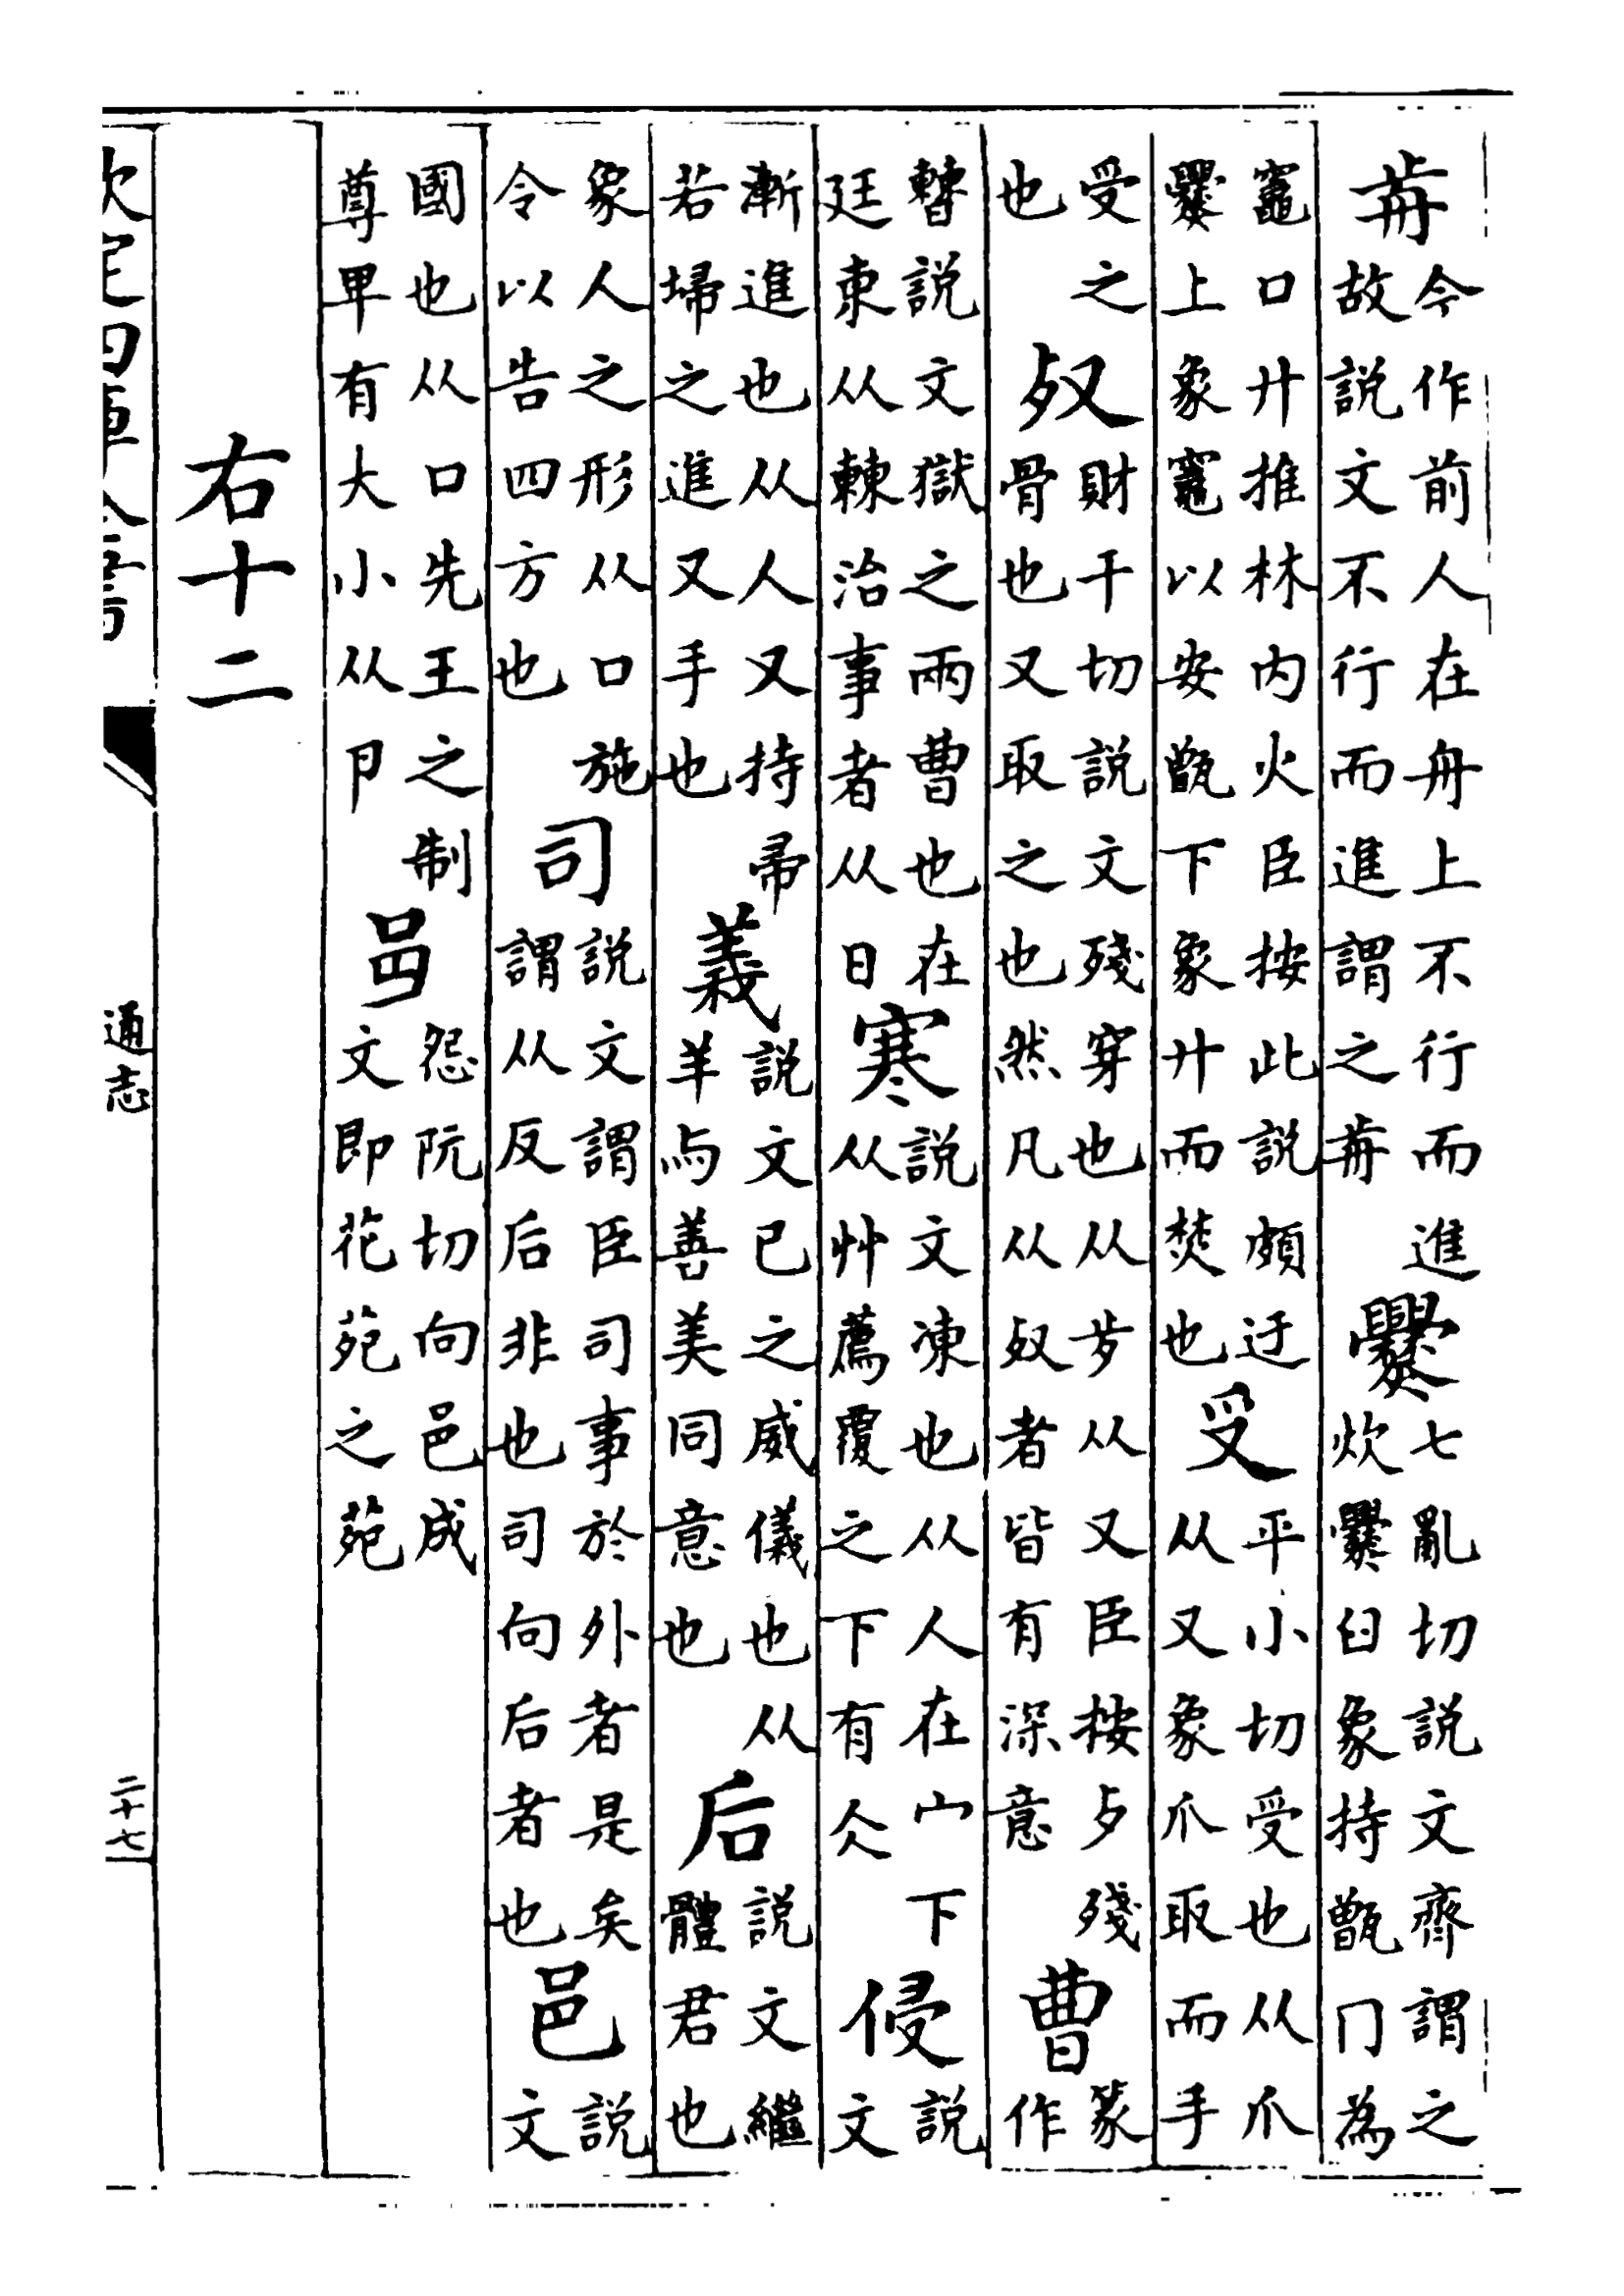 歬今作前人在舟上不行而進故說文不行而進謂之歬爨七亂切說文齊謂之炊爨臼象持甑冂為
竈口廾推林内火臣按此說頗迂爨上象竈以安甑下象廾而焚也𠬪平小切受也从爪从又象爪取而手
受之也𣦻財干切說文殘穿也从歺从又臣按歺殘骨也又取之也然凡从𣦻者皆有深意曹篆作
𣍘說文獄之兩曹也在廷東从棘治事者从曰寒說文凍也从人在宀下从艸薦覆之下有仌侵說文
漸進也从人又持帚若埽之進又手也義說文已之威儀也从羊与善美同意也后說文繼體君也
象人之形从口施令以告四方也司說文謂臣司事於外者是矣謂从反后非也司向后者也邑說文
國也从口先王之制尊卑有大小从卪𠨍怨阮切向邑成文即花苑之苑
右十二
欽定四庫全書
通志
二十七